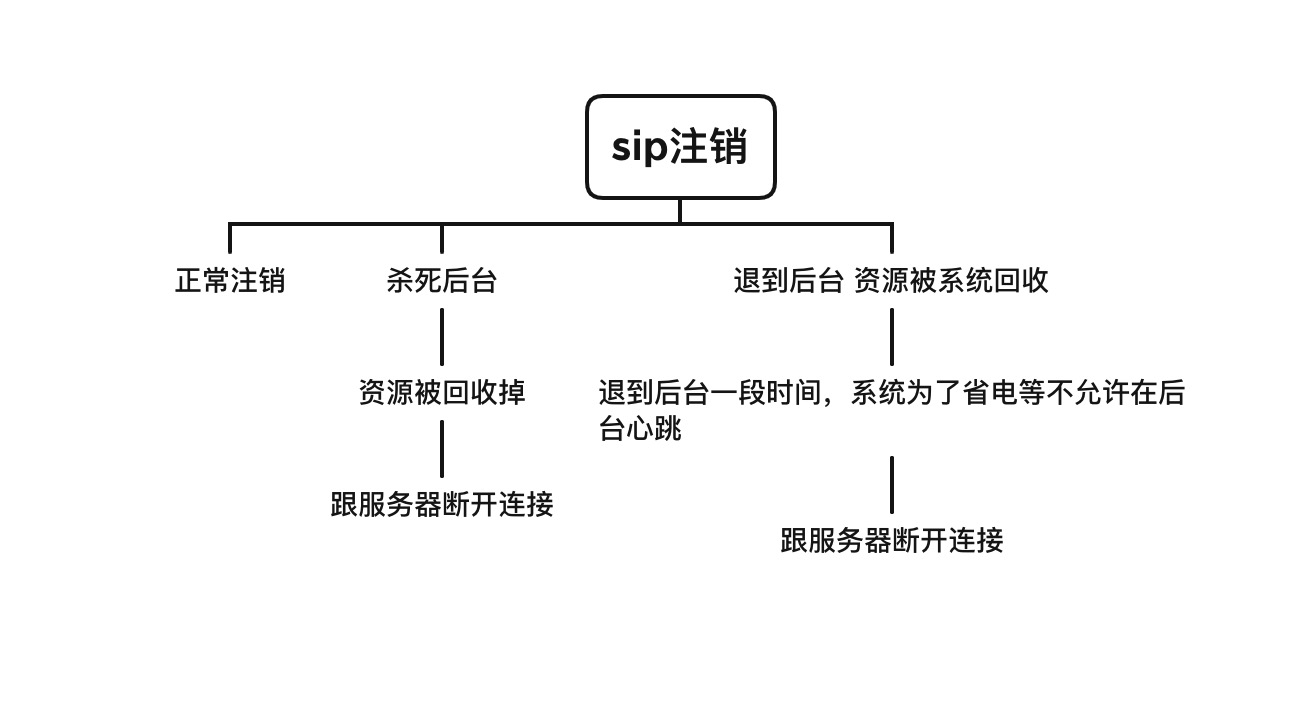 sip注销
正常注销
杀死后台
退到后台 资源被系统回收
资源被回收掉
退到后台一段时间，系统为了省电等不允许在后
台心跳
跟服务器断开连接
跟服务器断开连接